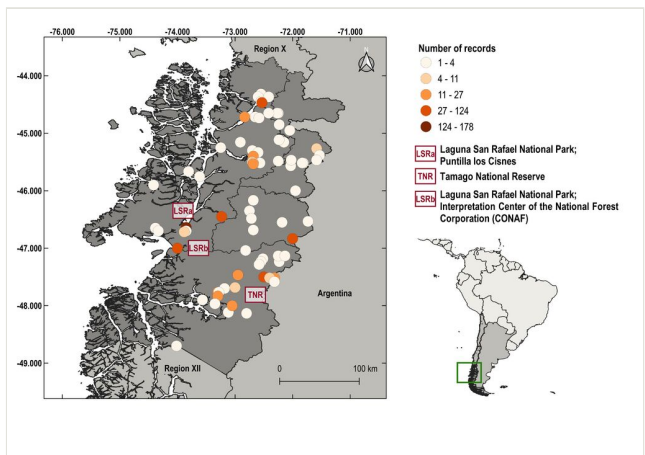 -76.000 -75.000 -74.000 -73.000 -72.000 -71.000
Region X
-44.000
-45.000
-46.000
-47.000
-48.000
-49.000
LSRa
LSRb
TNR
Argentina
Region XII
0 100 km
Number of records
1 - 4
4 - 11
11 - 27
27 - 124
124 - 178
LSRa Laguna San Rafael National Park;
Puntilla los Cisnes
TNR Tamago National Reserve
LSRb Laguna San Rafael National Park;
Interpretation Center of the National Forest
Corporation (CONAF)